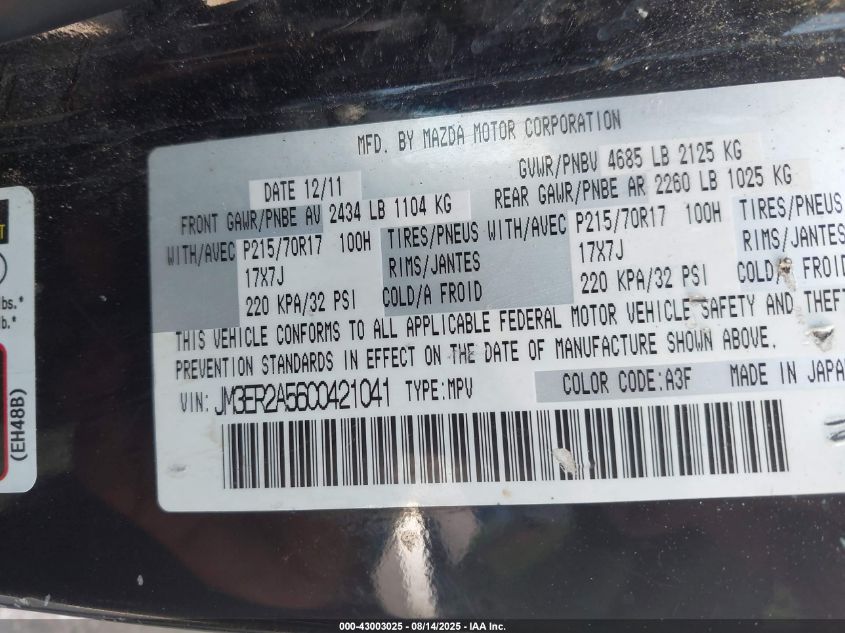 MFD. BY MAZDA MOTOR CORPORATION
DATE 12/11
GVWR/PNBV 4685 LB 2125 KG
FRONT GAWR/PNBE AV 2434 LB 1104 KG
REAR GAWR/PNBE AR 2260 LB 1025 KG
WITH/AVEC P215/70R17 100H TIRES/PNEUS WITH/AVEC P215/70R17 100H TIRES/PNEUS
17X7J RIMS/JANTES 17X7J RIMS/JANTES
220 KPA/32 PSI COLD/A FROID 220 KPA/32 PSI COLD/A FROID
THIS VEHICLE CONFORMS TO ALL APPLICABLE FEDERAL MOTOR VEHICLE SAFETY AND THEFT
PREVENTION STANDARDS IN EFFECT ON THE DATE OF MANUFACTURE SHOWN ABOVE.
VIN: JM3ER2A56C0421041 TYPE:MPV
COLOR CODE:A3F MADE IN JAPA
bs.*
b.*
(EH48B)
000-43003025 - 08/14/2025 - IAA Inc.